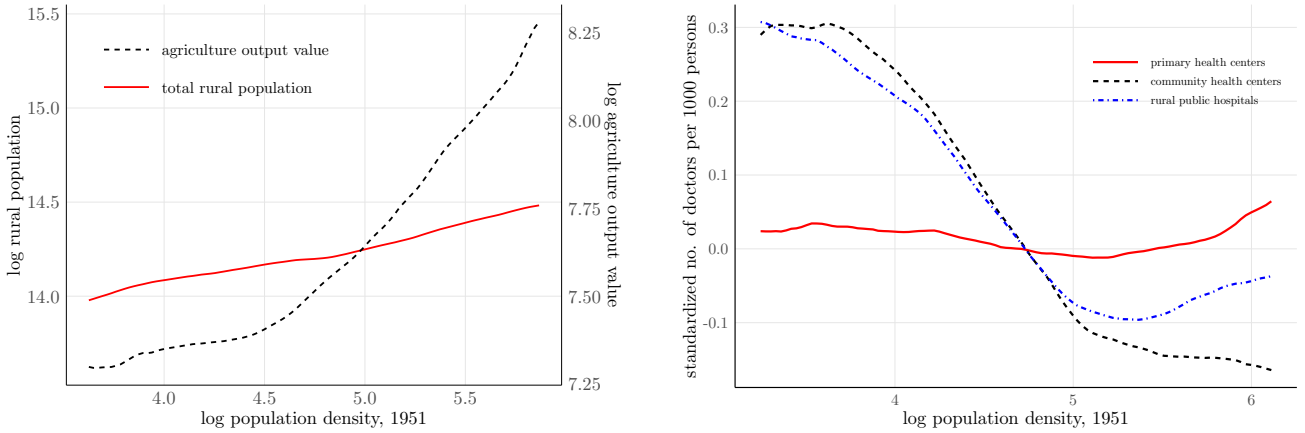 15.5
15.0
14.5
14.0
log rural population
agriculture output value
total rural population
8.25
8.00
7.75
7.50
7.25
log agriculture output value
4.0 4.5 5.0 5.5
log population density, 1951
0.3
0.2
0.1
0.0
-0.1
standardized no. of doctors per 1000 persons
primary health centers
community health centers
rural public hospitals
4 5 6
log population density, 1951